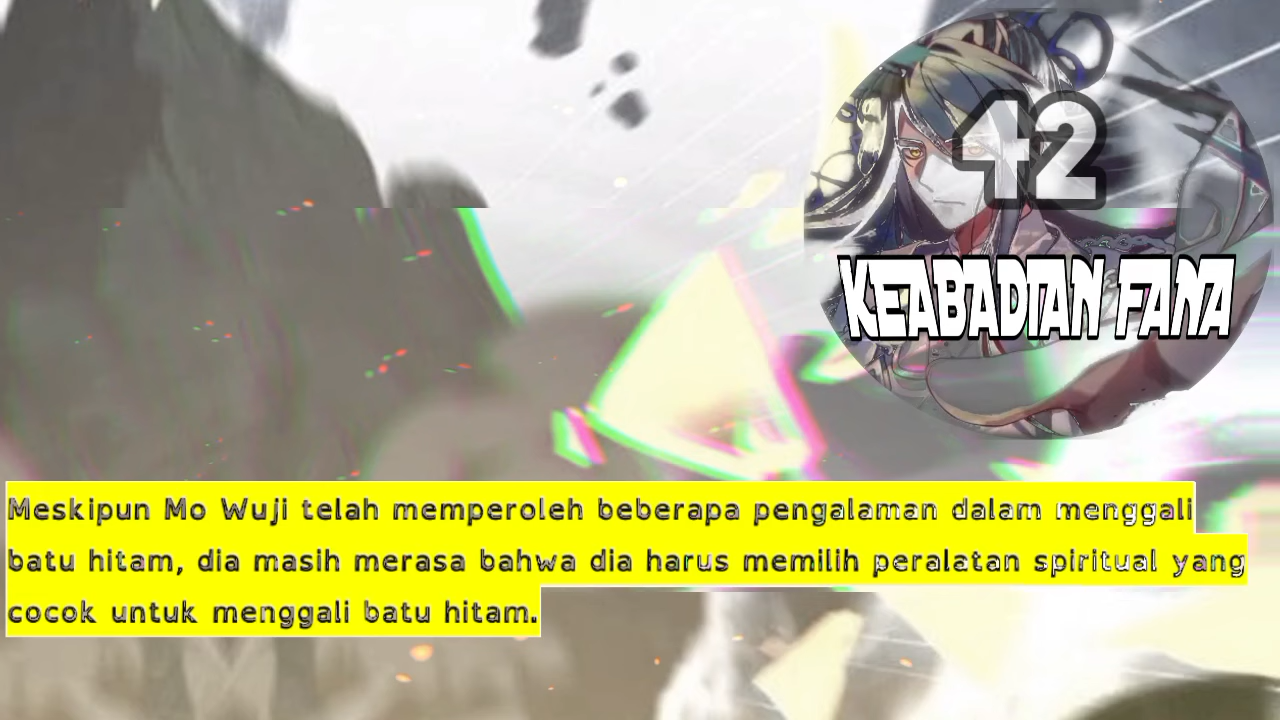 42
KEABADIAN FANA
Meskipun Mo Wuji telah memperoleh beberapa pengalaman dalam menggali
batu hitam, dia masih merasa bahwa dia harus memilih peralatan spiritual yang
cocok untuk menggali batu hitam.